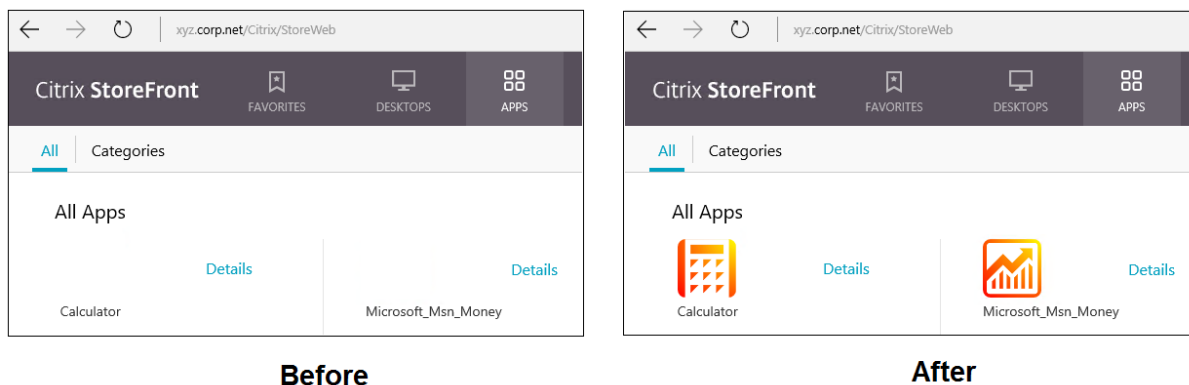 xyz.corp.net/Citrix/StoreWeb
Citrix StoreFront
FAVORITES
DESKTOPS
APPS
All
Categories
All Apps
Details
Details
Calculator
Microsoft_Msn_Money
Before
xyz.corp.net/Citrix/StoreWeb
Citrix StoreFront
FAVORITES
DESKTOPS
APPS
All
Categories
All Apps
Details
Details
Calculator
Microsoft_Msn_Money
After